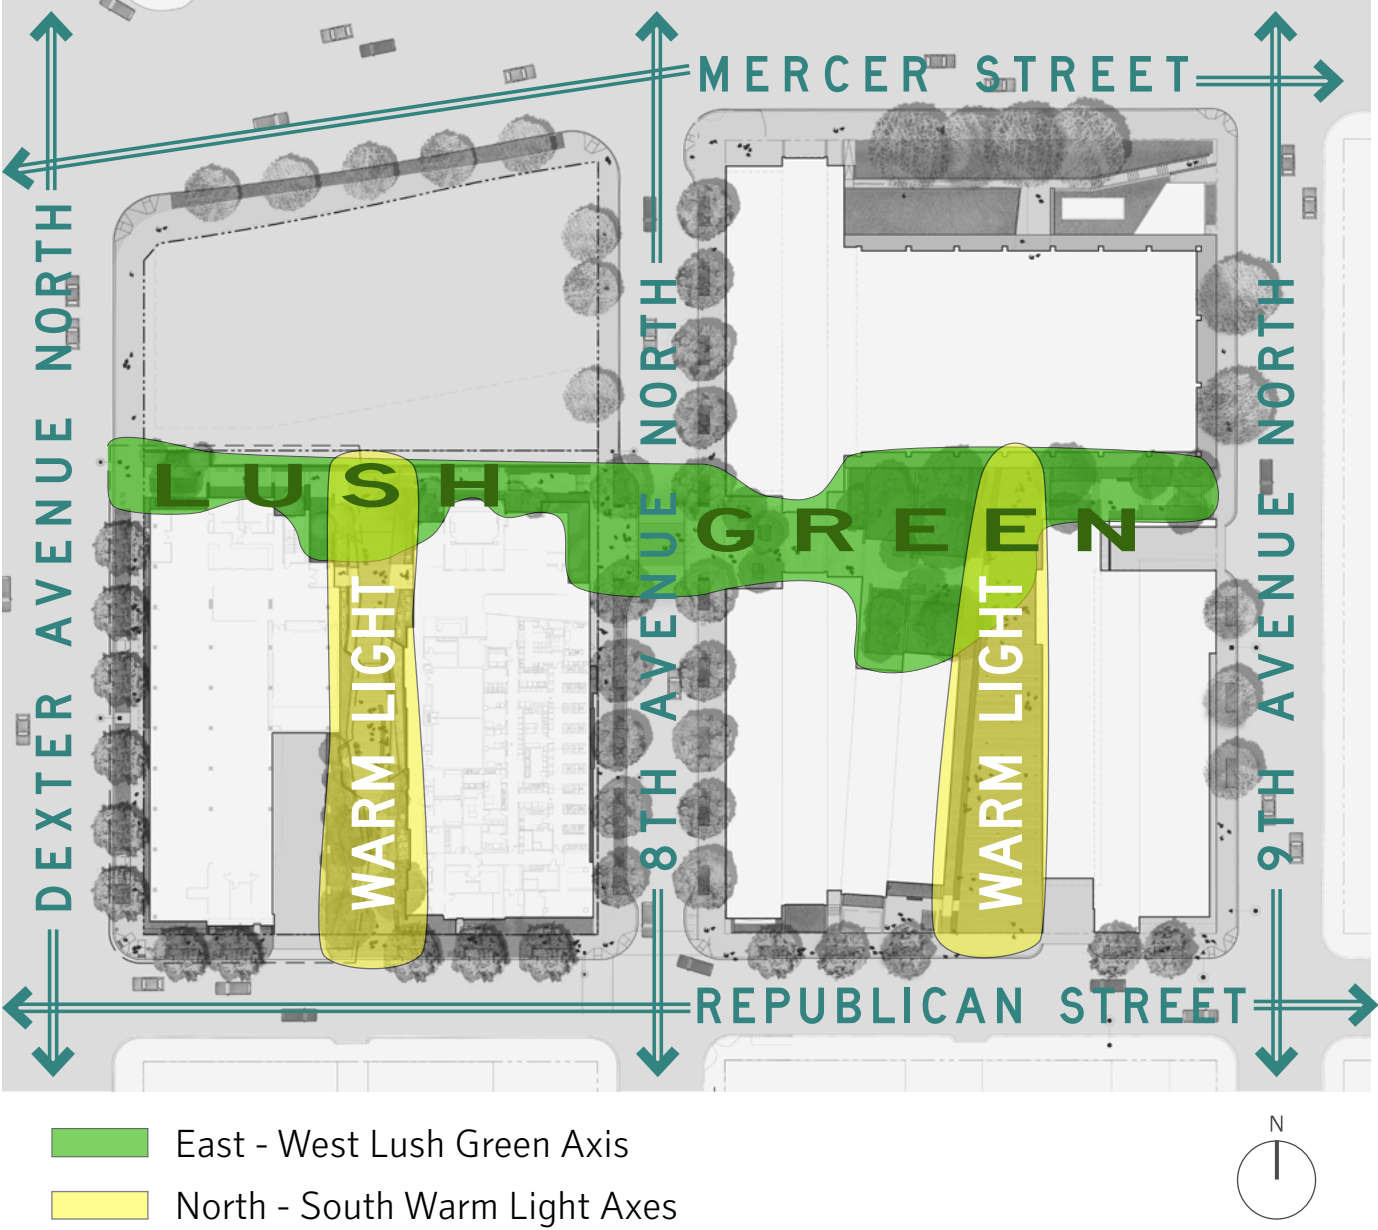 MERCER STREET
DEXTER AVENUE NORTH
8TH AVENUE NORTH
9TH AVENUE NORTH
LUSH
GREEN
WARM LIGHT
WARM LIGHT
REPUBLICAN STREET
East - West Lush Green Axis
North - South Warm Light Axes
N